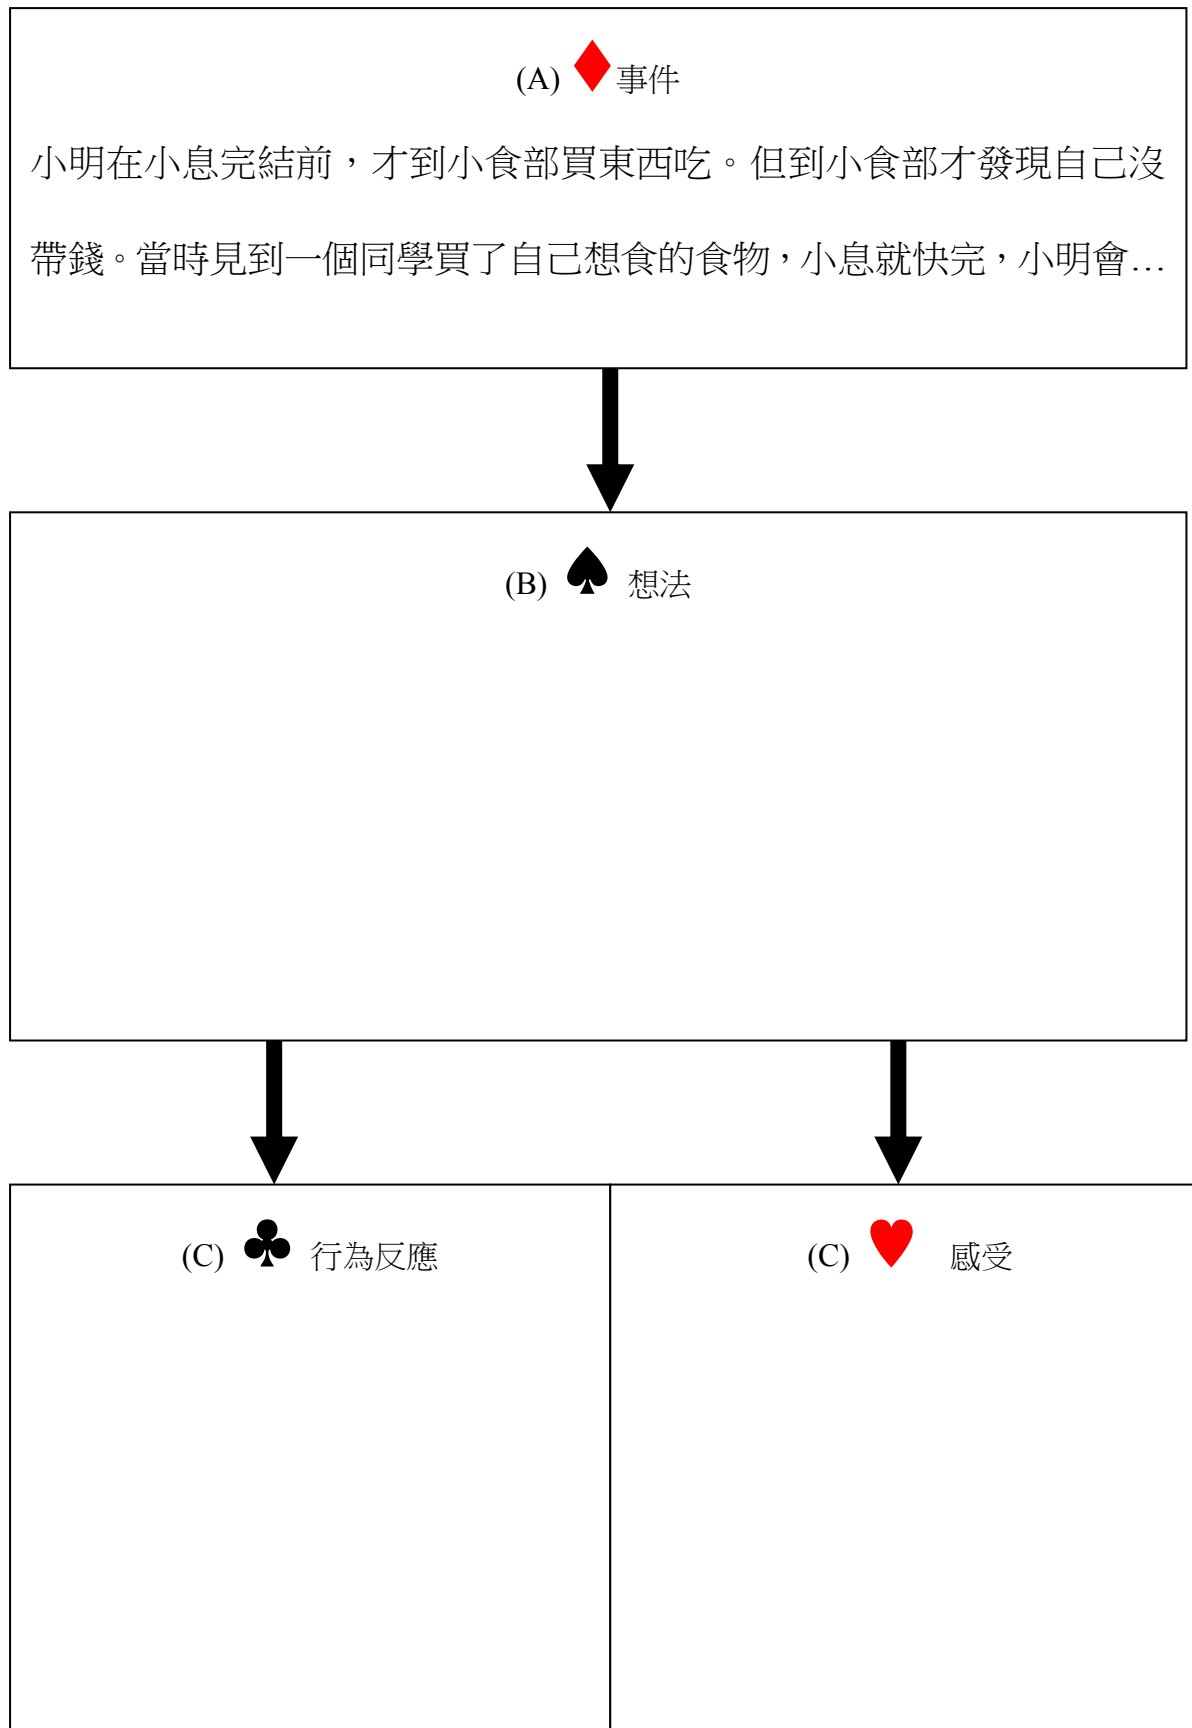 (A) ♦事件
小明在小息完結前，才到小食部買東西吃。但到小食部才發現自己沒
帶錢。當時見到一個同學買了自己想食的食物，小息就快完，小明會…
(B) ♠ 想法
(C) ♣ 行為反應
(C) ♥ 感受